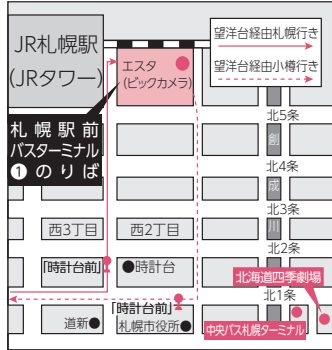 JR札幌駅
(JRタワー)
エスタ
(ビックカメラ)
望洋台経由札幌行き
望洋台経由小樽行き
札幌駅前
バスターミナル
❶のりば
北5条
創
北4条
成
北3条
川
西3丁目
西2丁目
北2条
「時計台前」
●時計台
北海道四季劇場
北1条
「時計台前」
道新●
札幌市役所●
中央バス札幌ターミナル